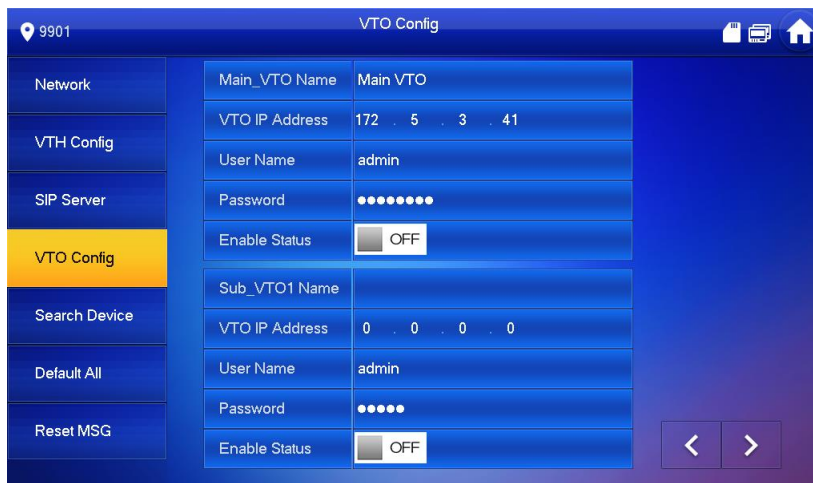 9901 VTO Config
Network
VTH Config
SIP Server
VTO Config
Search Device
Default All
Reset MSG
Main_VTO Name Main VTO
VTO IP Address 172 . 5 . 3 . 41
User Name admin
Password ●●●●●●●●
Enable Status OFF
Sub_VTO1 Name
VTO IP Address 0 . 0 . 0 . 0
User Name admin
Password ●●●●●
Enable Status OFF